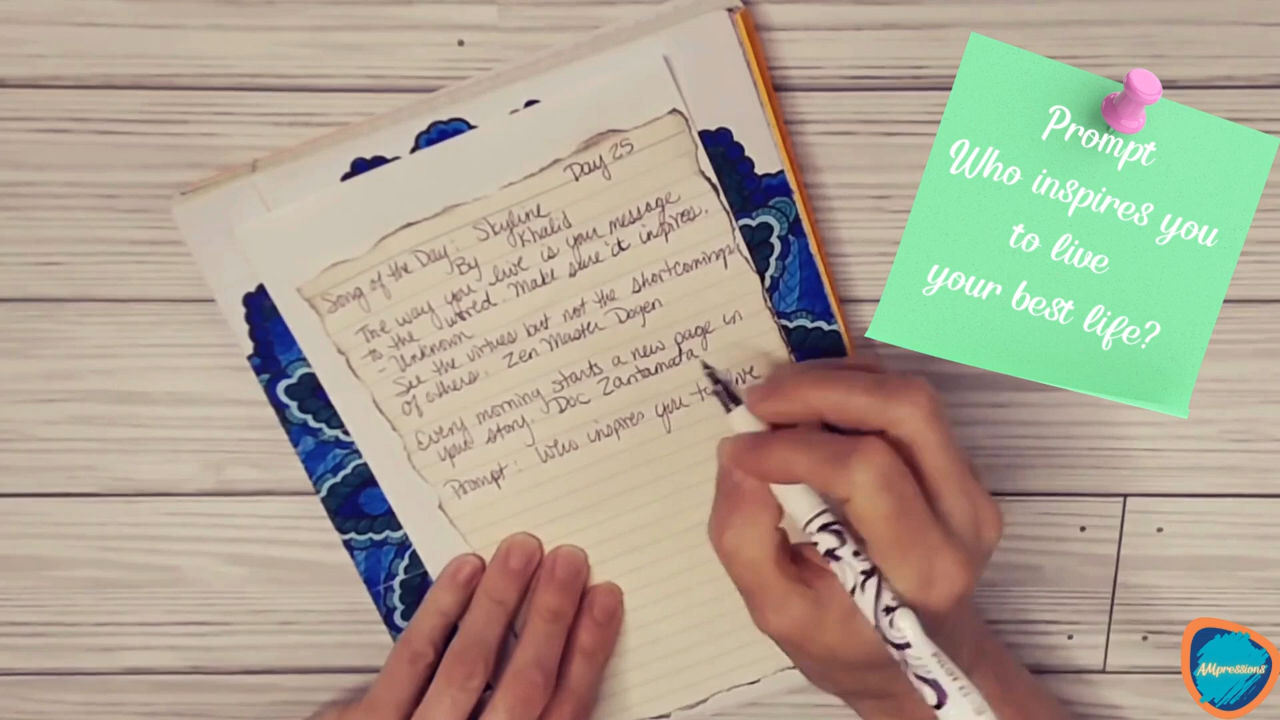 Day 25
Song of the Day: Skyline
By Khalid
The way you live is your message
to the world. Make sure it inspires.
- Unknown
See the virtues but not the shortcomings
of others. Zen Master Dogen
Every morning starts a new page in
your story. Doc Zantamata
Prompt: Who inspires you to live
Prompt
Who inspires you
to live
your best life?
AMpressions